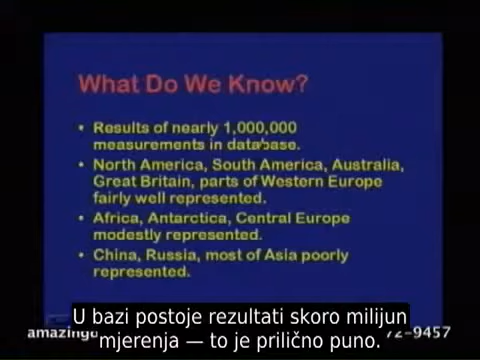 What Do We Know?
• Results of nearly 1,000,000
measurements in database.
• North America, South America, Australia,
Great Britain, parts of Western Europe
fairly well represented.
• Africa, Antarctica, Central Europe
modestly represented.
• China, Russia, most of Asia poorly
represented.
U bazi postoje rezultati skoro milijun
mjerenja — to je prilično puno.
72-9457